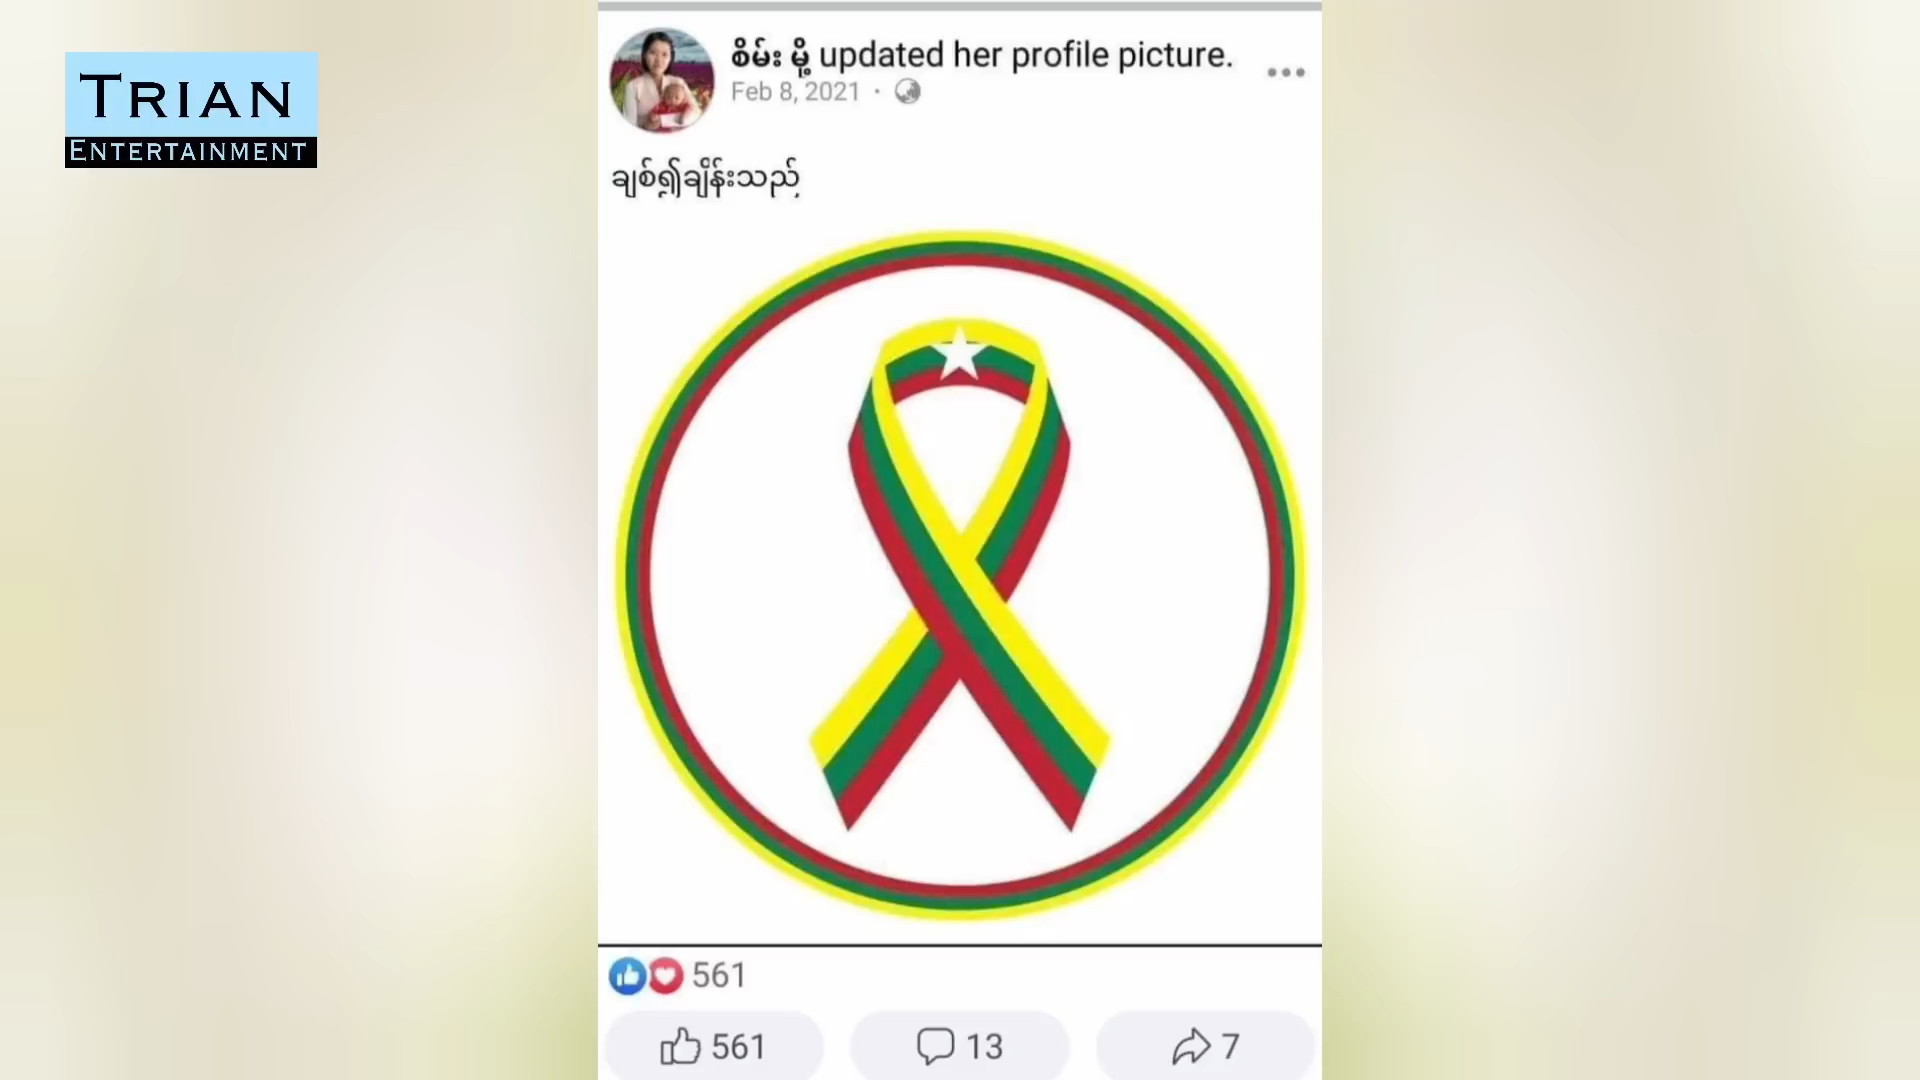 TRIAN
ENTERTAINMENT
စိမ်း မို့ updated her profile picture.
Feb 8, 2021 ·
ချစ်၍ချိန်းသည်
561
561
13
7